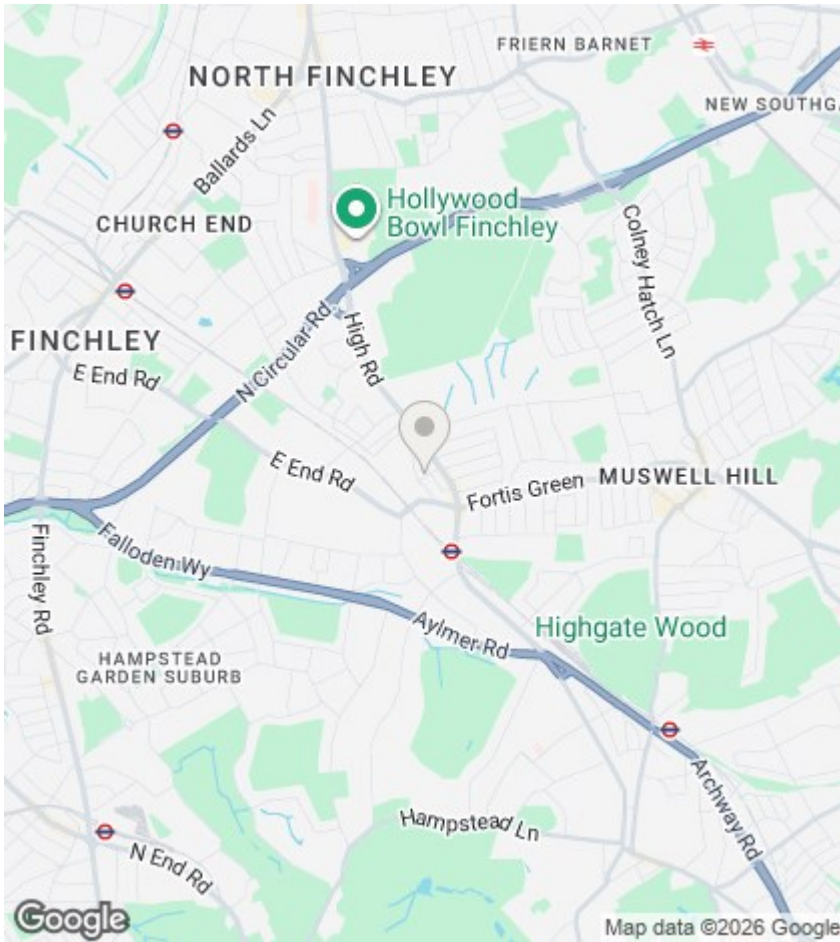 FRIERN BARNET
NORTH FINCHLEY
NEW SOUTHGA
Ballards Ln
Hollywood
Bowl Finchley
CHURCH END
Colney Hatch Ln
FINCHLEY
N Circular Rd
High Rd
E End Rd
E End Rd
Fortis Green
MUSWELL HILL
Falloden Wy
Finchley Rd
Aylmer Rd
Highgate Wood
HAMPSTEAD
GARDEN SUBURB
Archway Rd
Hampstead Ln
N End Rd
Google
Map data ©2026 Google